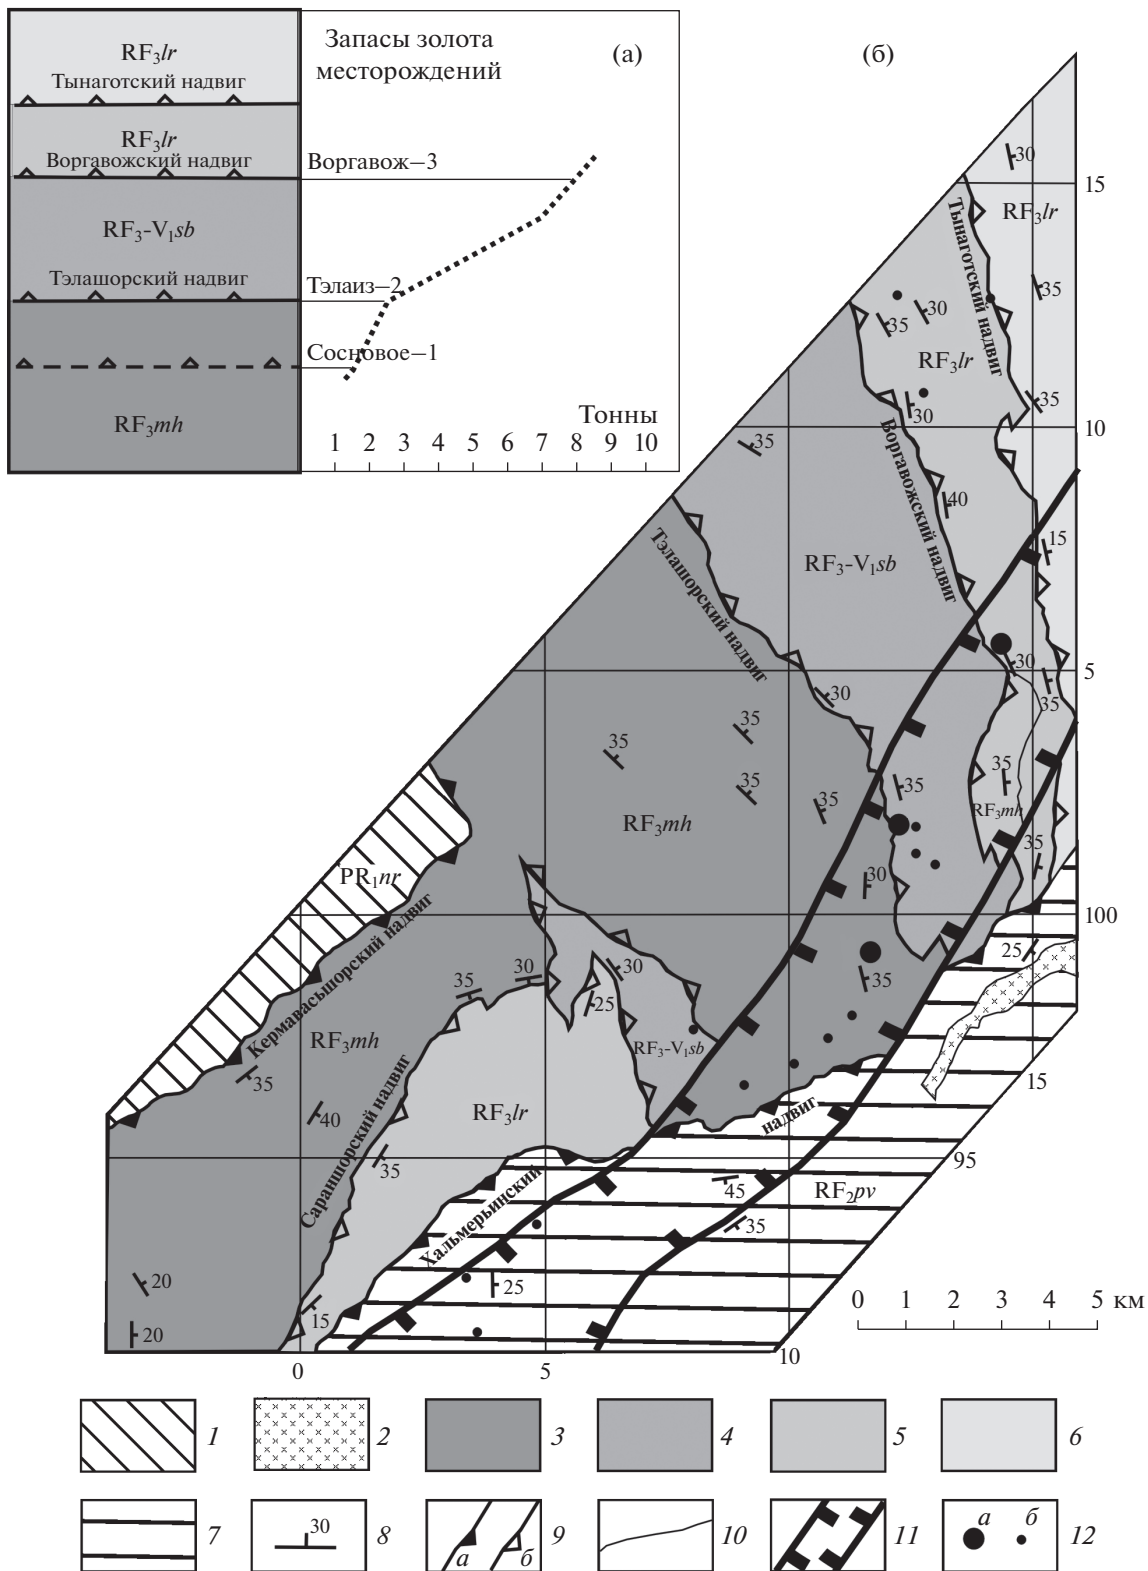 RF₃lr
Тынаготский надвиг
RF₃lr
Воргавожский надвиг
RF₃-V₁sb
Тэлашорский надвиг
RF₃mh
Запасы золота
месторождений
(а)
Воргавож–3
Тэлаиз–2
Сосновое–1
Тонны
1 2 3 4 5 6 7 8 9 10
(б)
30
15
RF₃lr
Тынаготский надвиг
35
30
35
RF₃lr
35
30
10
35
Воргавожский надвиг
40
15
RF₃-V₁sb
Тэлашорский надвиг
30
5
35
30
35
35
35
35
35
35
RF₃mh
RF₃mh
35
PR₁nr
30
Кермавасьшорский надвиг
100
25
35
30
30
35
25
RF₃mh
RF₃-V₁sb
35
15
40
RF₃lr
надвиг
Сараншорский надвиг
35
95
Хальмерьинский
45
RF₂pv
35
20
25
0 1 2 3 4 5 км
15
20
10
0
5
1
2
3
4
5
6
7
30
8
а
б
9
10
11
а
б
12